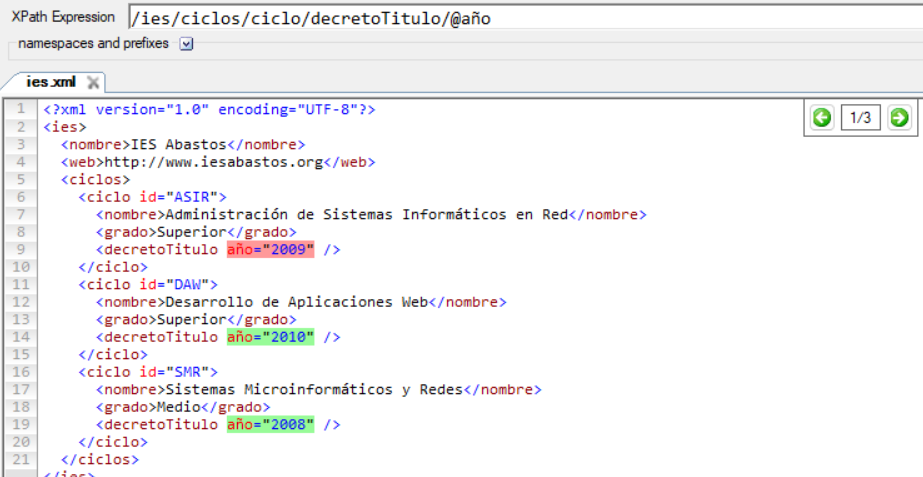 XPath Expression /ies/ciclos/ciclo/decretoTitulo/@año
namespaces and prefixes
ies.xml
1/3
1 <?xml version="1.0" encoding="UTF-8"?>
2 <ies>
3 <nombre>IES Abastos</nombre>
4 <web>http://www.iesabastos.org</web>
5 <ciclos>
6 <ciclo id="ASIR">
7 <nombre>Administración de Sistemas Informáticos en Red</nombre>
8 <grado>Superior</grado>
9 <decretoTitulo año="2009" />
10 </ciclo>
11 <ciclo id="DAW">
12 <nombre>Desarrollo de Aplicaciones Web</nombre>
13 <grado>Superior</grado>
14 <decretoTitulo año="2010" />
15 </ciclo>
16 <ciclo id="SMR">
17 <nombre>Sistemas Microinformáticos y Redes</nombre>
18 <grado>Medio</grado>
19 <decretoTitulo año="2008" />
20 </ciclo>
21 </ciclos>
</ies>